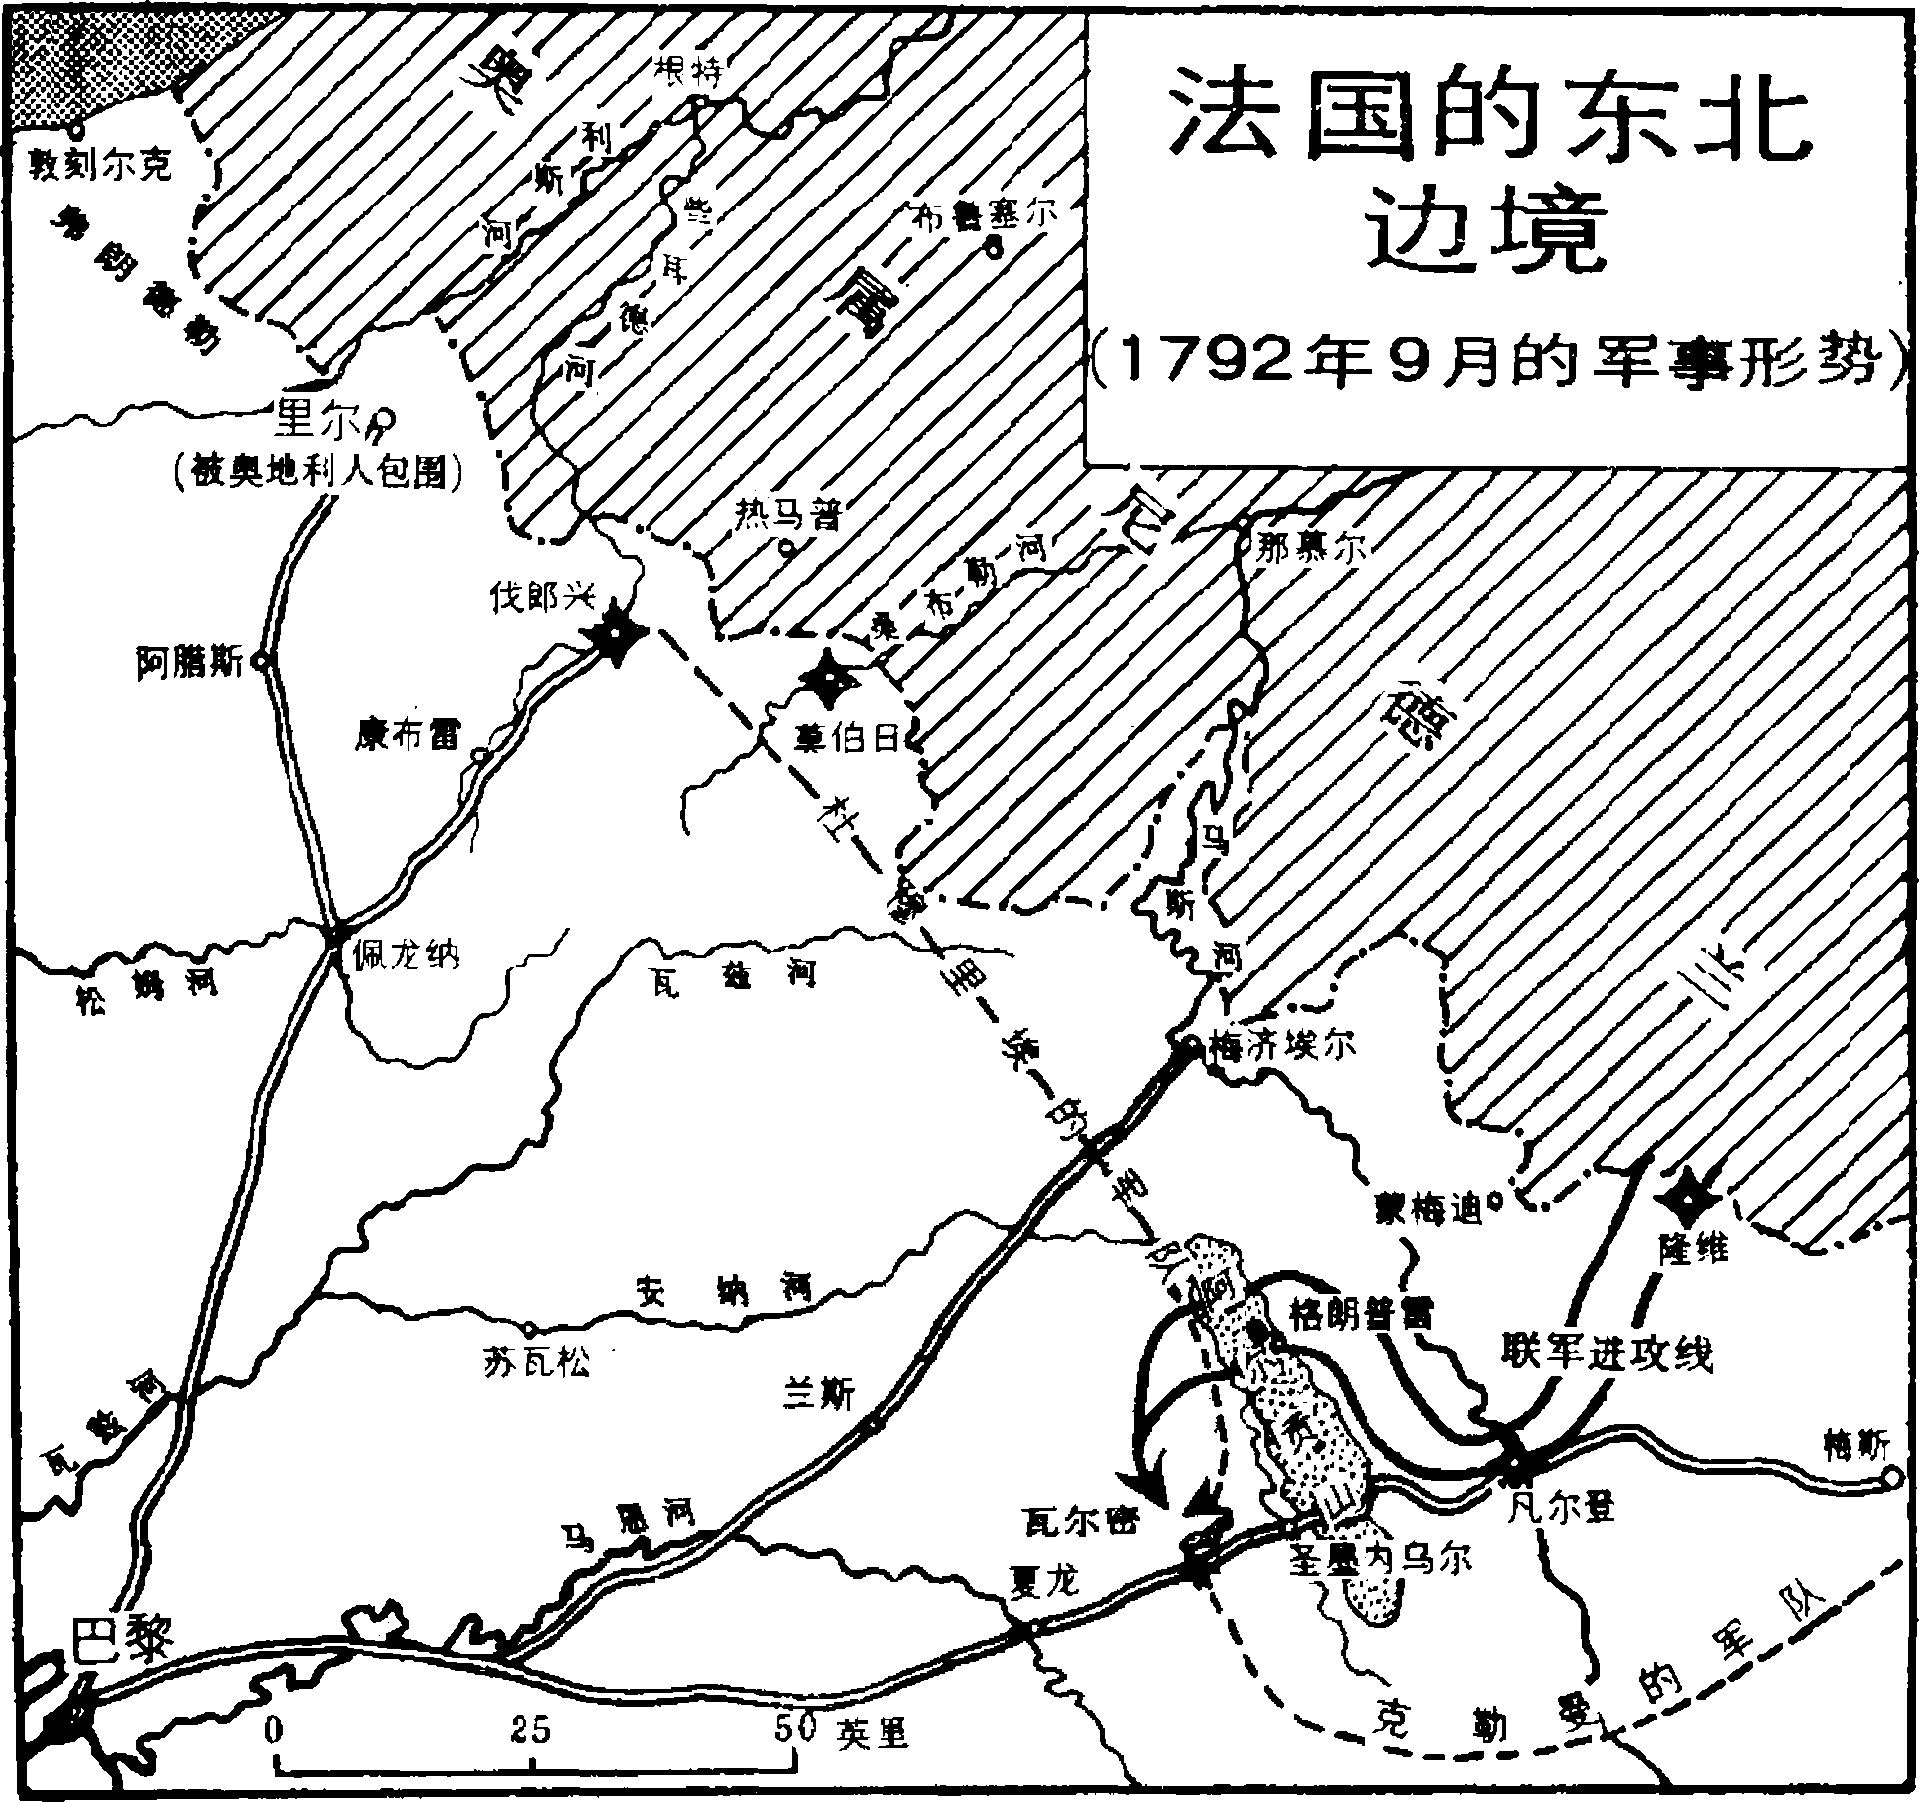 法国的东北
边境
(1792年9月的军事形势)
奥
属
尼
德
兰
根特
利
斯
河
些
耳
德
河
布鲁塞尔
敦刻尔克
弗朗德勒
里尔
(被奥地利人包围)
热马普
桑布勒河
那慕尔
伐郎兴
阿腊斯
莫伯日
康布雷
马
斯
河
佩龙纳
松姆河
瓦兹河
梅济埃尔
杜穆里埃的军队
蒙梅迪
隆维
安纳河
苏瓦松
阿
贡
山
格朗普雷
联军进攻线
兰斯
瓦兹河
梅斯
凡尔登
瓦尔密
马恩河
圣墨内乌尔
夏龙
巴黎
克勒曼的军队
0 25 50 英里